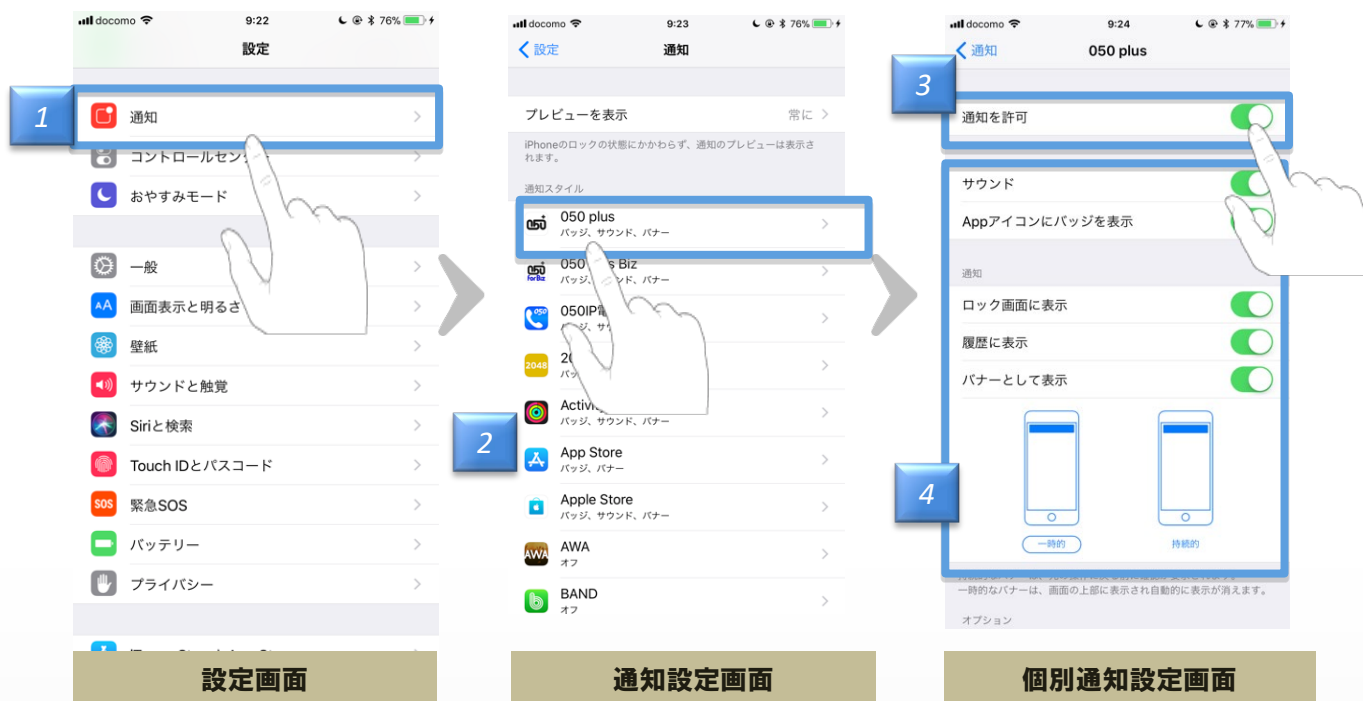 docomo 9:22 76%
設定
1
通知
コントロールセンター
おやすみモード
一般
画面表示と明るさ
壁紙
サウンドと触覚
Siriと検索
Touch IDとパスコード
SOS 緊急SOS
バッテリー
プライバシー
設定画面
docomo 9:23 76%
設定 通知
プレビューを表示 常に
iPhoneのロックの状態にかかわらず、通知のプレビューは表示さ
れます。
通知スタイル
050 050 plus
バッジ、サウンド、バナー
050 For Biz 050 Biz
バッジ、 ンド、バナー
050 050IP
バッジ、
2048
2
Activity
バッジ、サウンド、バナー
App Store
バッジ、バナー
Apple Store
バッジ、サウンド、バナー
AWA AWA
オフ
BAND
オフ
通知設定画面
docomo 9:24 77%
通知 050 plus
3
通知を許可
サウンド
Appアイコンにバッジを表示
通知
ロック画面に表示
履歴に表示
バナーとして表示
4
一時的 持続的
一時的なバナーは、画面の上部に表示され自動的に表示が消えます。
オプション
個別通知設定画面